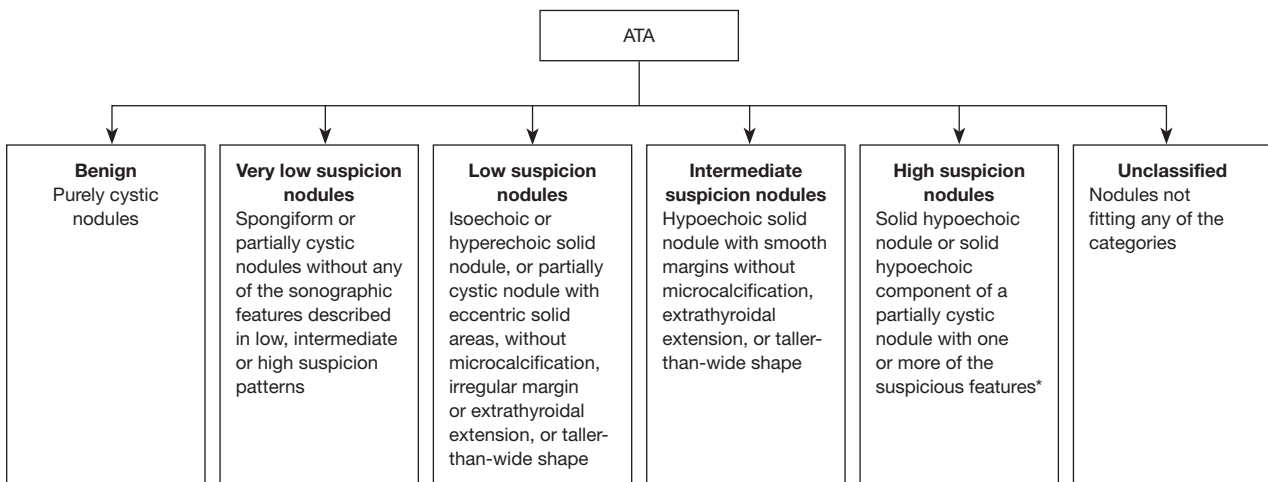 ATA
Benign
Purely cystic
nodules
Very low suspicion
nodules
Spongiform or
partially cystic
nodules without any
of the sonographic
features described
in low, intermediate
or high suspicion
patterns
Low suspicion
nodules
Isoechoic or
hyperechoic solid
nodule, or partially
cystic nodule with
eccentric solid
areas, without
microcalcification,
irregular margin
or extrathyroidal
extension, or taller-
than-wide shape
Intermediate
suspicion nodules
Hypoechoic solid
nodule with smooth
margins without
microcalcification,
extrathyroidal
extension, or taller-
than-wide shape
High suspicion
nodules
Solid hypoechoic
nodule or solid
hypoechoic
component of a
partially cystic
nodule with one
or more of the
suspicious features*
Unclassified
Nodules not
fitting any of the
categories